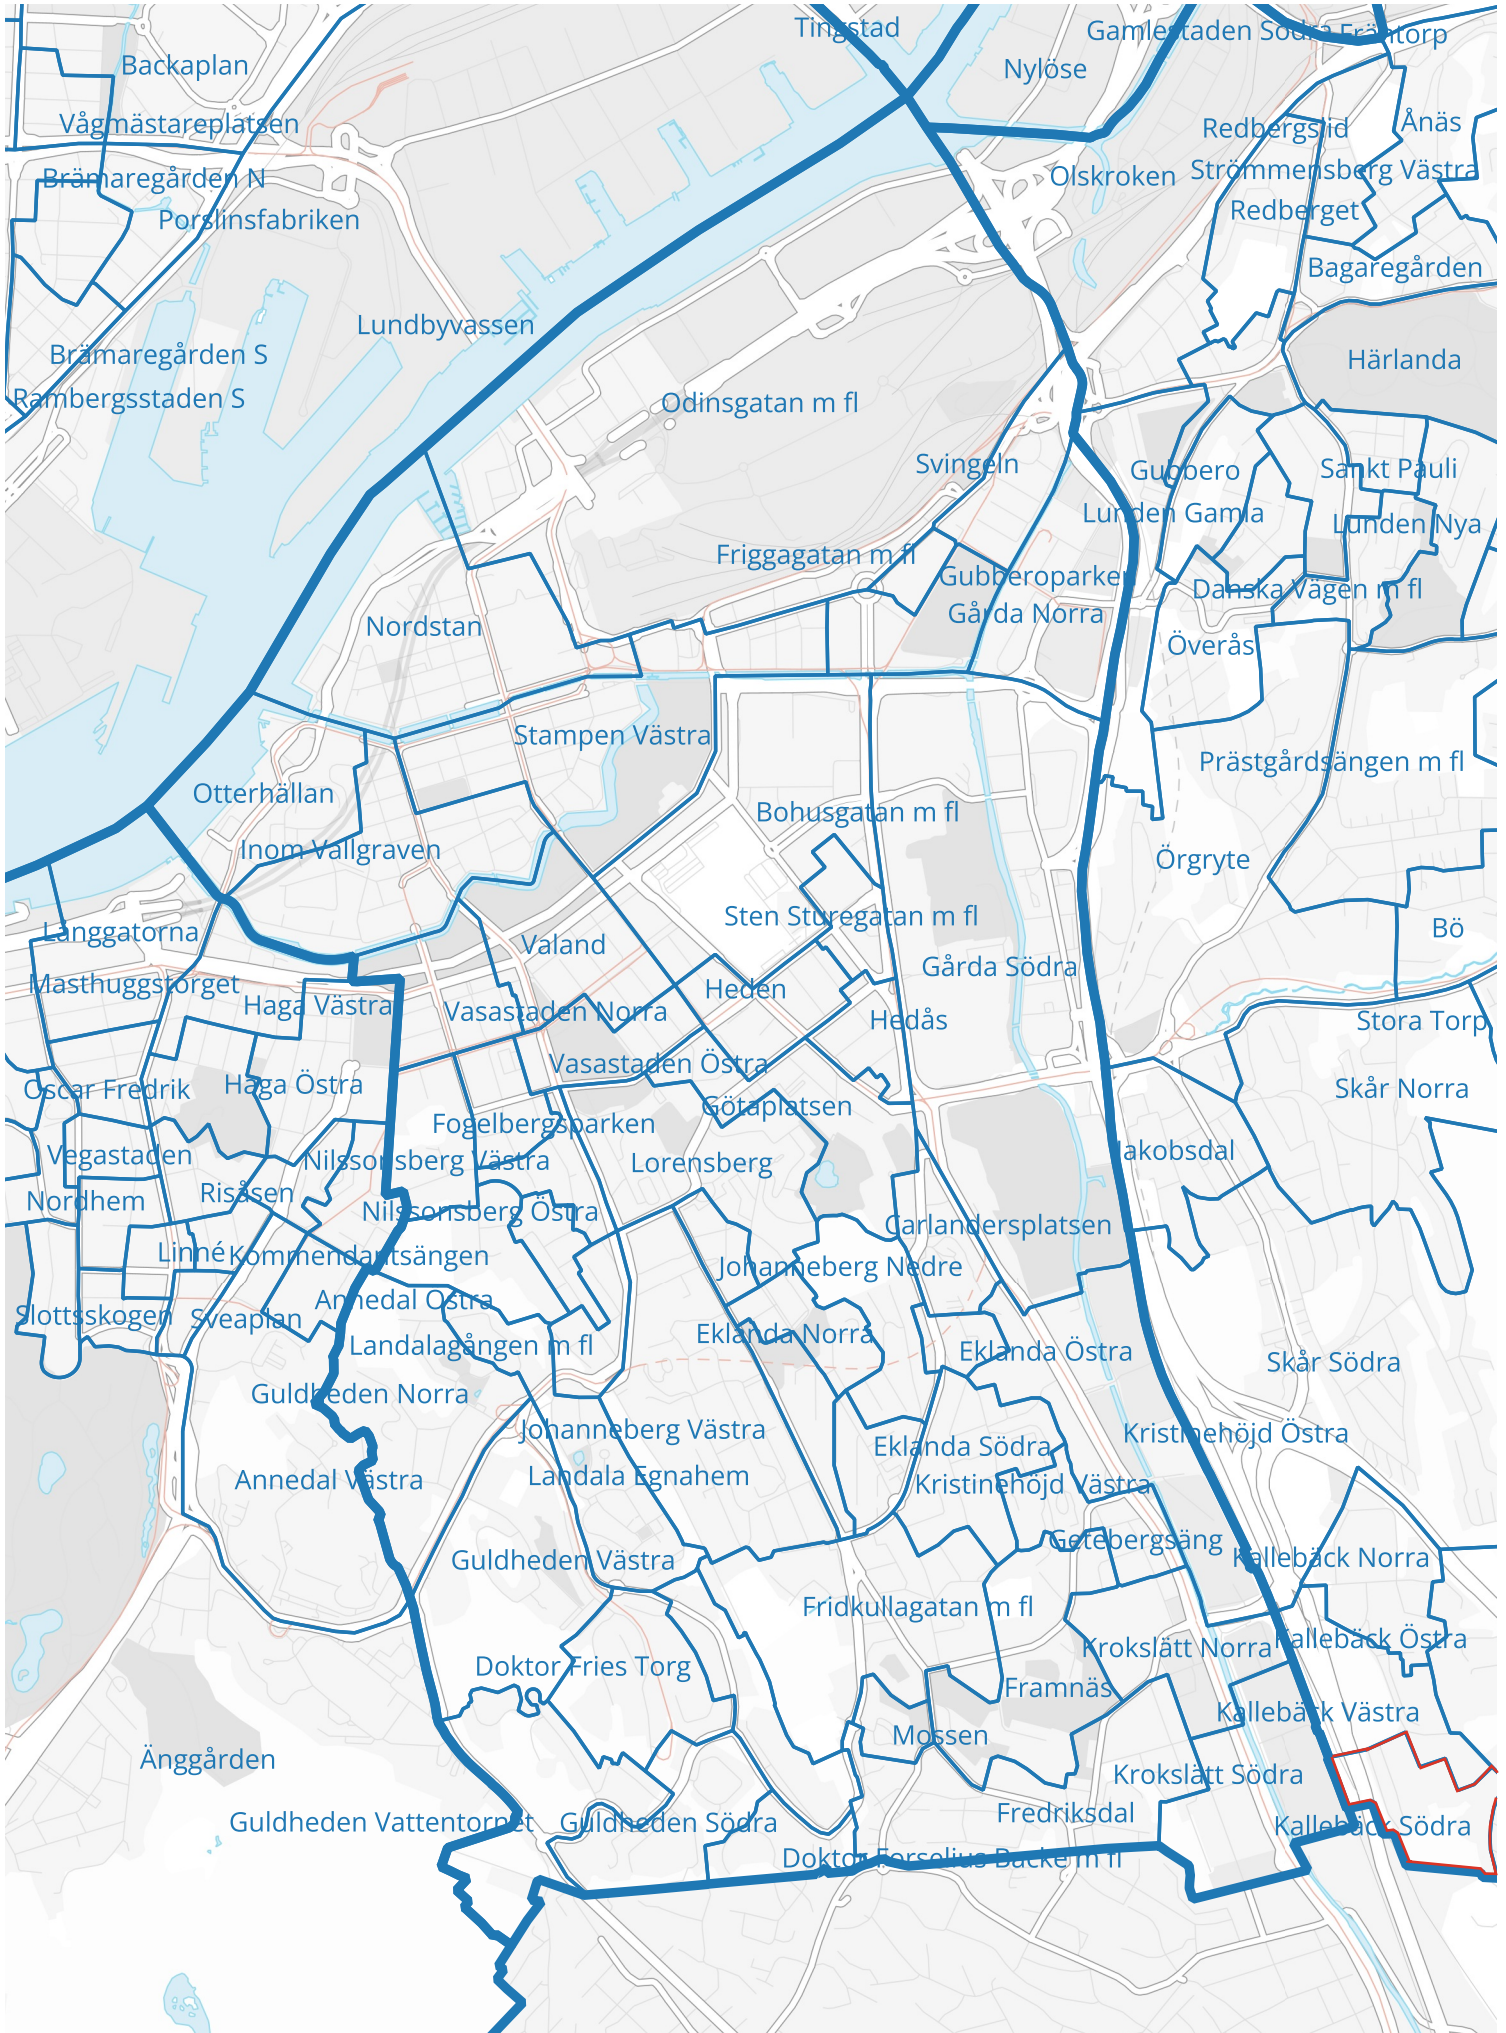 Tingstad
Gamlestaden Södra
Fräntorp
Backaplan
Nylöse
Vågmästareplatsen
Redbergslid
Ånäs
Brämaregården N
Olskroken
Strömmensberg Västra
Porslinsfabriken
Redberget
Bagaregården
Lundbyvassen
Brämaregården S
Härlanda
Rambergsstaden S
Odinsgatan m fl
Svingeln
Gubbero
Sankt Pauli
Lunden Gamla
Lunden Nya
Friggagatan m fl
Gubberoparken
Danska Vägen m fl
Gårda Norra
Nordstan
Överås
Stampen Västra
Prästgårdsängen m fl
Otterhällan
Bohusgatan m fl
Inom Vallgraven
Örgryte
Sten Sturegatan m fl
Långgatorna
Bö
Valand
Gårda Södra
Masthuggstorget
Heden
Haga Västra
Vasastaden Norra
Hedås
Stora Torp
Vasastaden Östra
Oscar Fredrik
Haga Östra
Skår Norra
Götaplatsen
Fogelbergsparken
Vegastaden
Nilssonsberg Västra
Lorensberg
Jakobsdal
Nordhem
Risåsen
Nilssonsberg Östra
Carlandersplatsen
Linné
Kommendantsängen
Johanneberg Nedre
Annedal Östra
Slottsskogen
Sveaplan
Eklanda Norra
Landalagången m fl
Eklanda Östra
Skår Södra
Guldheden Norra
Johanneberg Västra
Kristinehöjd Östra
Eklanda Södra
Annedal Västra
Landala Egnahem
Kristinehöjd Västra
Getebergsäng
Guldheden Västra
Kallebäck Norra
Fridkullagatan m fl
Krokslätt Norra
Kallebäck Östra
Doktor Fries Torg
Framnäs
Kallebäck Västra
Mossen
Änggården
Krokslätt Södra
Fredriksdal
Guldheden Vattentornet
Guldheden Södra
Kallebäck Södra
Doktor Forselius Backe m fl